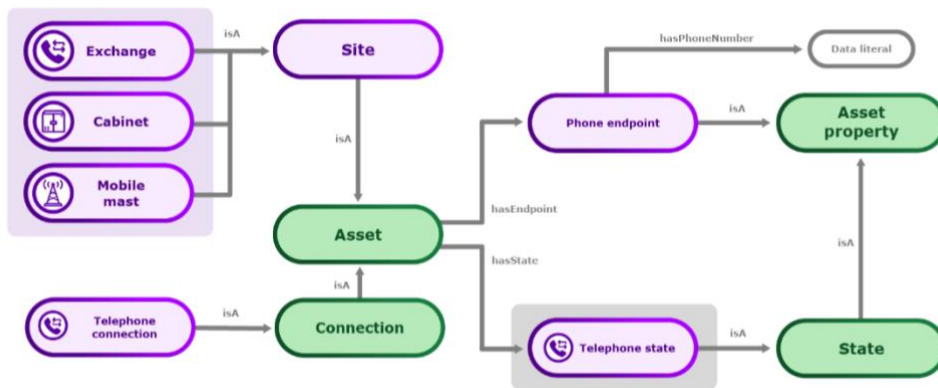 Exchange
isA
Site
hasPhoneNumber
Data literal
Cabinet
isA
Phone endpoint
isA
Asset
property
Mobile
mast
hasEndpoint
Asset
isA
hasState
isA
Telephone
connection
isA
Connection
Telephone state
isA
State